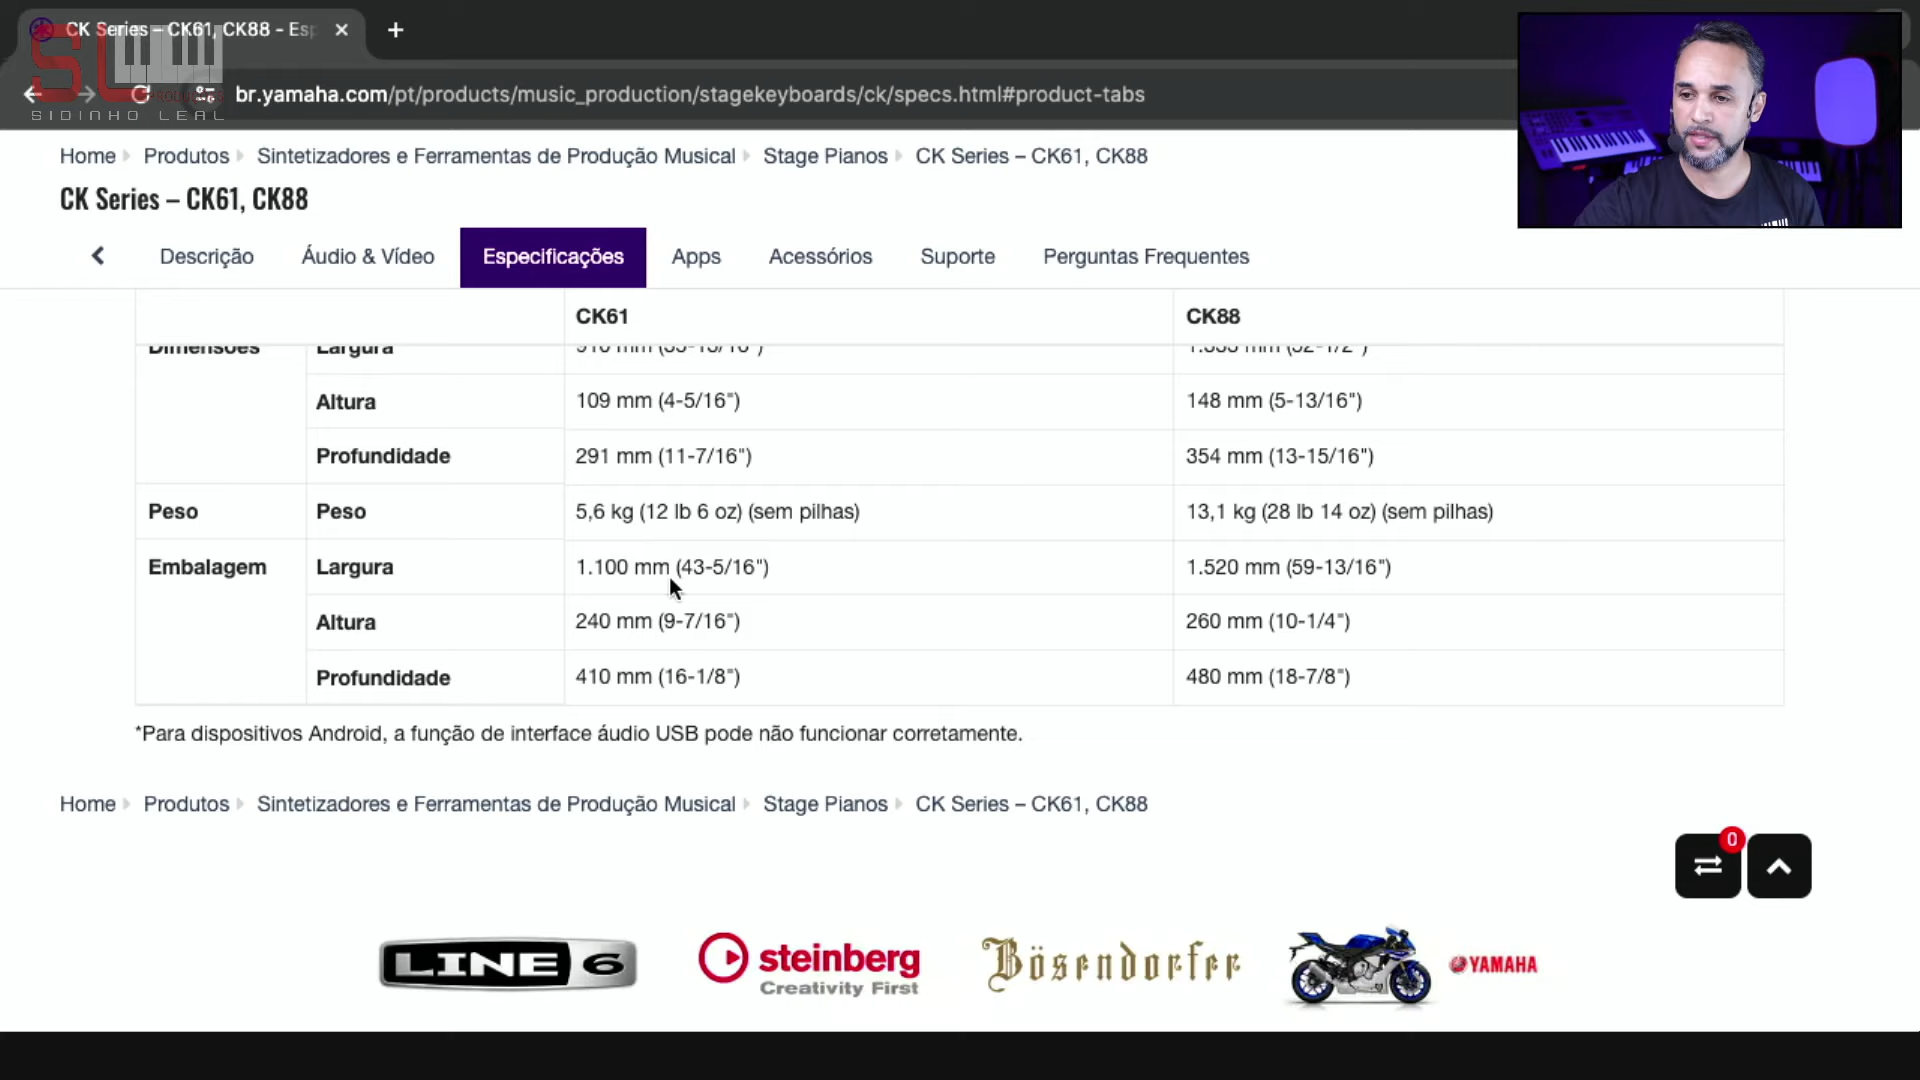 CK Series – CK61, CK88 - Esp
SL
SIDINHO LEAL
br.yamaha.com/pt/products/music_production/stagekeyboards/ck/specs.html#product-tabs
Home Produtos Sintetizadores e Ferramentas de Produção Musical Stage Pianos CK Series – CK61, CK88
CK Series – CK61, CK88
Descrição Áudio & Vídeo Especificações Apps Acessórios Suporte Perguntas Frequentes
CK61 CK88
Dimensões Largura
Altura 109 mm (4-5/16") 148 mm (5-13/16")
Profundidade 291 mm (11-7/16") 354 mm (13-15/16")
Peso Peso 5,6 kg (12 lb 6 oz) (sem pilhas) 13,1 kg (28 lb 14 oz) (sem pilhas)
Embalagem Largura 1.100 mm (43-5/16") 1.520 mm (59-13/16")
Altura 240 mm (9-7/16") 260 mm (10-1/4")
Profundidade 410 mm (16-1/8") 480 mm (18-7/8")
*Para dispositivos Android, a função de interface áudio USB pode não funcionar corretamente.
Home Produtos Sintetizadores e Ferramentas de Produção Musical Stage Pianos CK Series – CK61, CK88
0
LINE 6 steinberg Bösendorfer YAMAHA
Creativity First